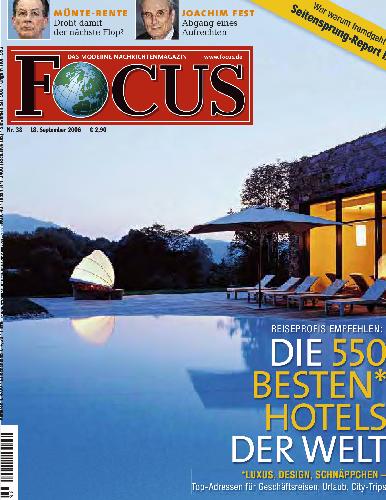 MÜNTE-RENTE
Droht damit
der nächste Flop?
JOACHIM FEST
Abgang eines
Aufrechten
Wer warum fremdgeht
Seitensprung-Report
DAS MODERNE NACHRICHTENMAGAZIN
www.focus.de
FOCUS
Nr. 38 18. September 2006 € 2,90
REISEPROFIS EMPFEHLEN:
DIE 550
BESTEN*
HOTELS
DER WELT
*LUXUS, DESIGN, SCHNÄPPCHEN –
Top-Adressen für Geschäftsreisen, Urlaub, City-Trips